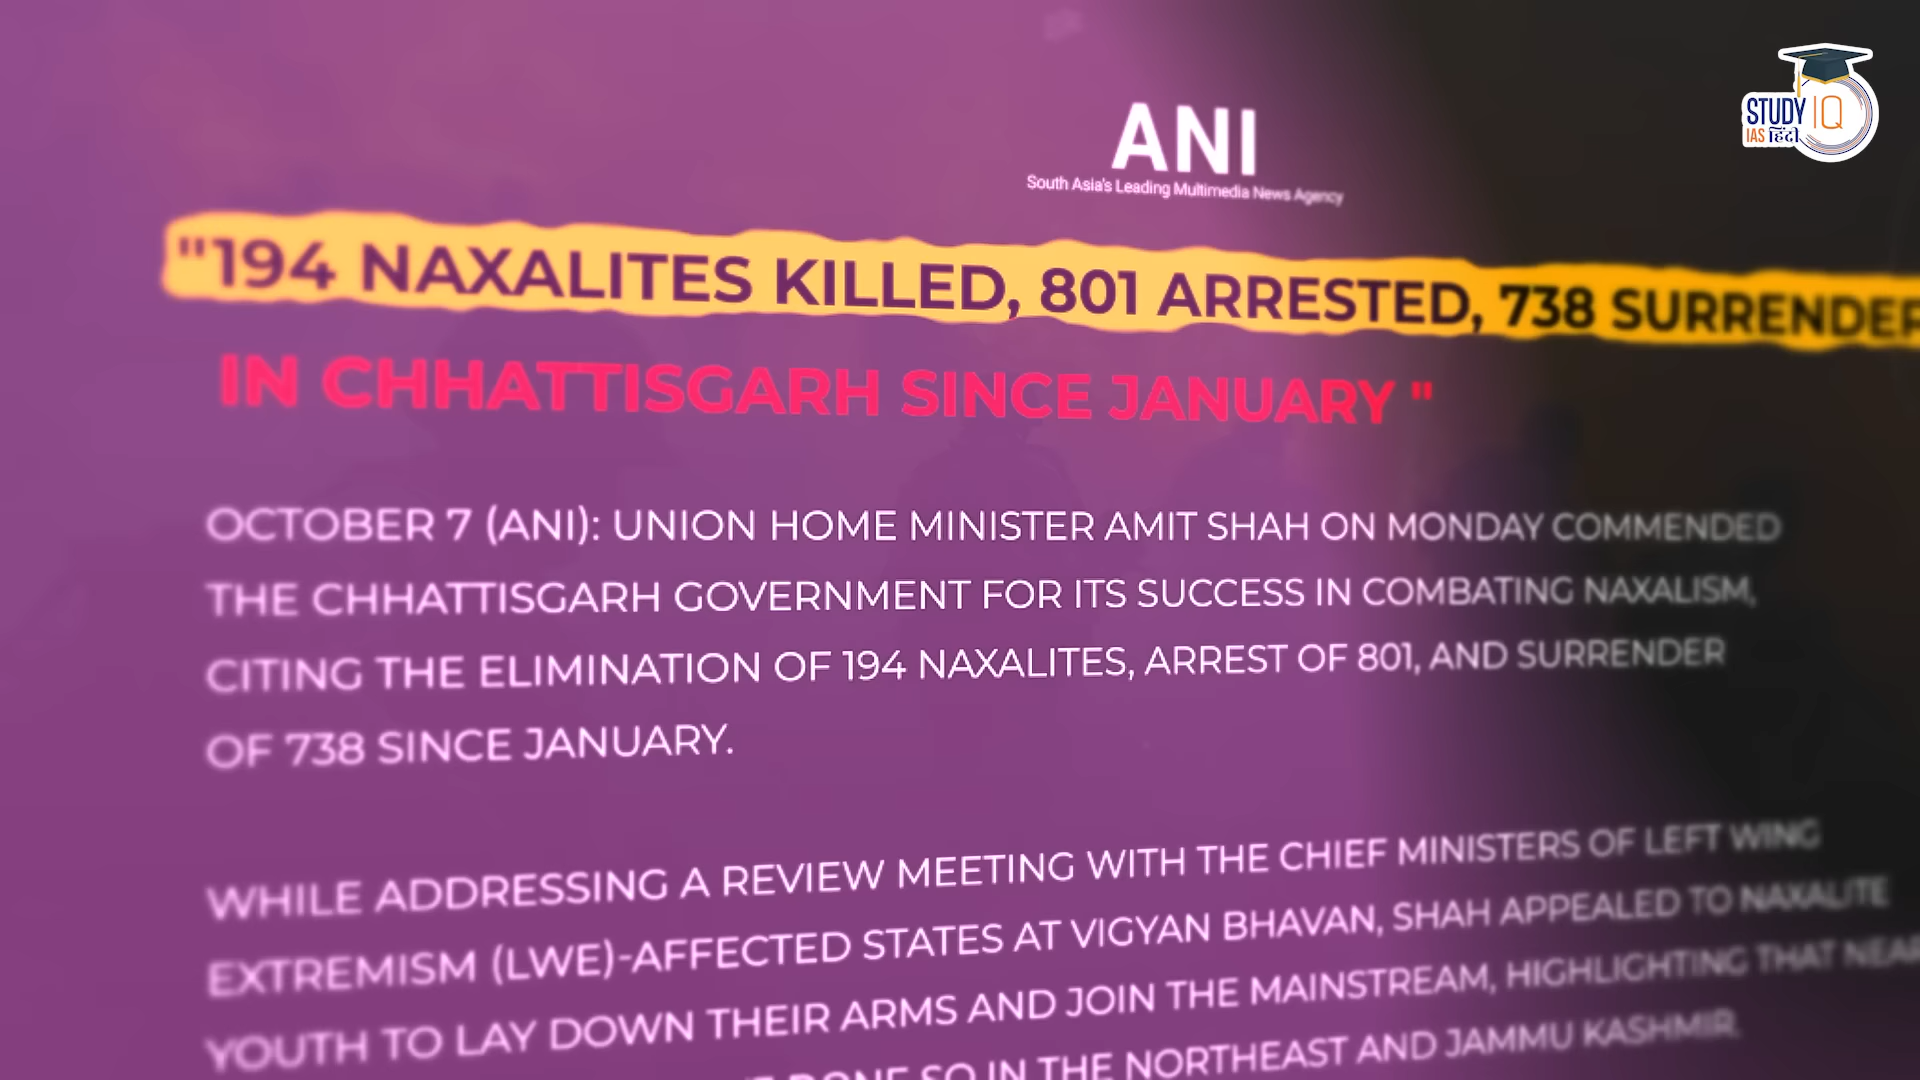 STUDY IQ
IAS हिंदी
ANI
South Asia's Leading Multimedia News Agency
"194 NAXALITES KILLED, 801 ARRESTED, 738 SURRENDER
IN CHHATTISGARH SINCE JANUARY "
OCTOBER 7 (ANI): UNION HOME MINISTER AMIT SHAH ON MONDAY COMMENDED
THE CHHATTISGARH GOVERNMENT FOR ITS SUCCESS IN COMBATING NAXALISM,
CITING THE ELIMINATION OF 194 NAXALITES, ARREST OF 801, AND SURRENDER
OF 738 SINCE JANUARY.
WHILE ADDRESSING A REVIEW MEETING WITH THE CHIEF MINISTERS OF LEFT WING
EXTREMISM (LWE)-AFFECTED STATES AT VIGYAN BHAVAN, SHAH APPEALED TO NAXALITE
YOUTH TO LAY DOWN THEIR ARMS AND JOIN THE MAINSTREAM, HIGHLIGHTING THAT NEAR
DONE SO IN THE NORTHEAST AND JAMMU KASHMIR.